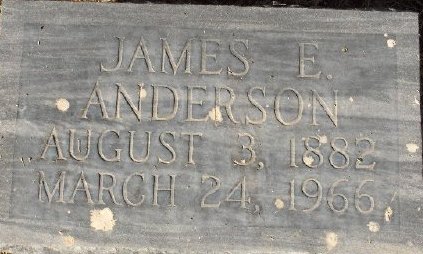 JAMES E.
ANDERSON
AUGUST 3, 1882
MARCH 24, 1966